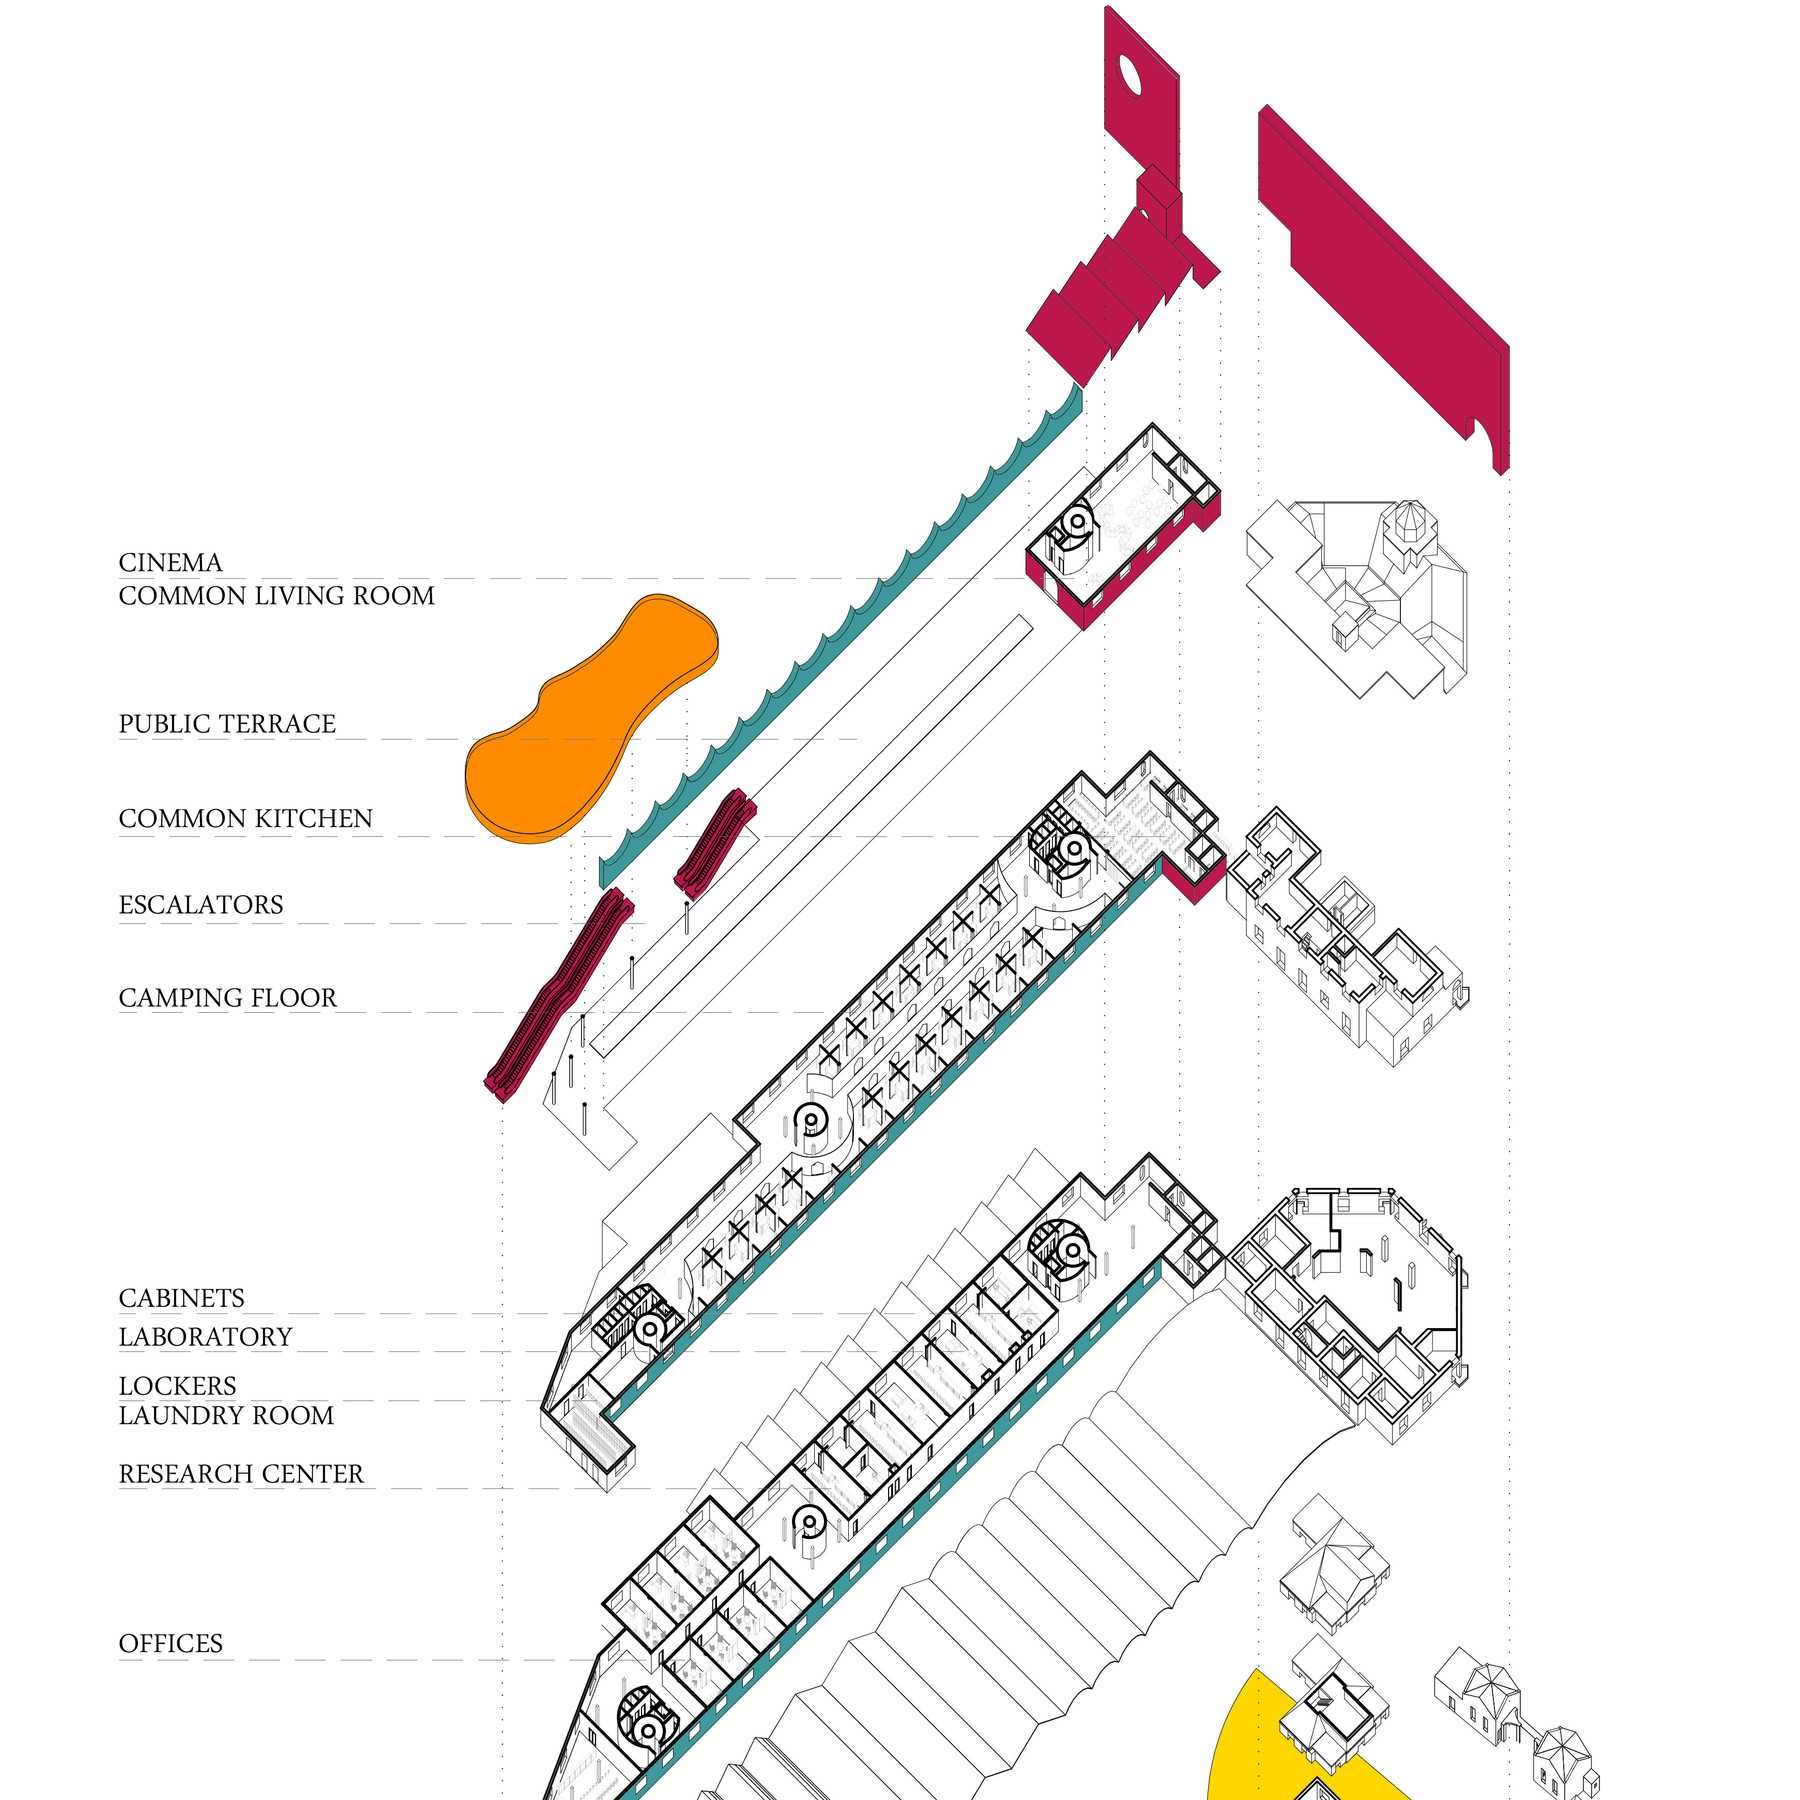 CINEMA
COMMON LIVING ROOM
PUBLIC TERRACE
COMMON KITCHEN
ESCALATORS
CAMPING FLOOR
CABINETS
LABORATORY
LOCKERS
LAUNDRY ROOM
RESEARCH CENTER
OFFICES